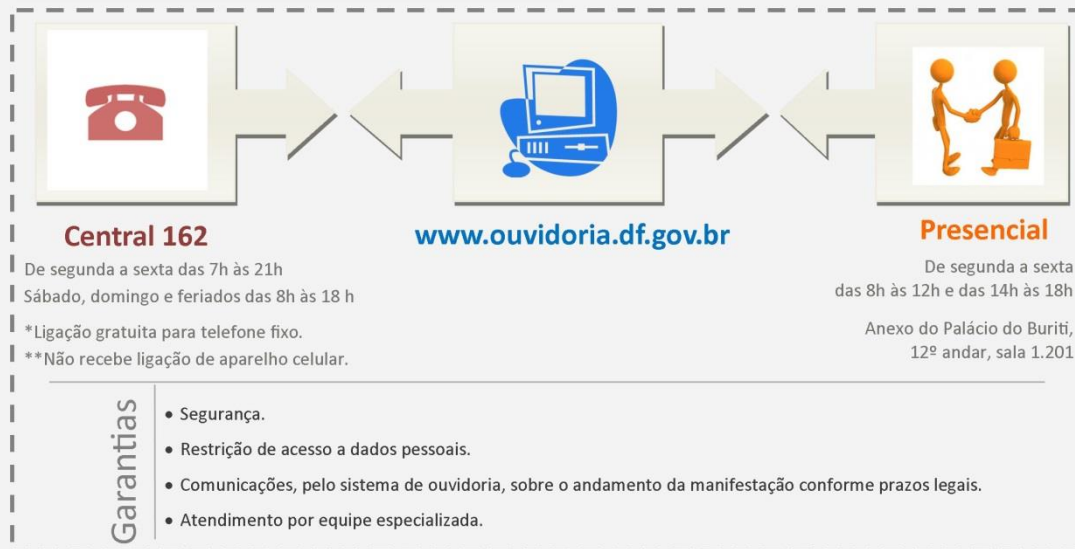 Central 162
De segunda a sexta das 7h às 21h
Sábado, domingo e feriados das 8h às 18 h
*Ligação gratuita para telefone fixo.
**Não recebe ligação de aparelho celular.
www.ouvidoria.df.gov.br
Presencial
De segunda a sexta
das 8h às 12h e das 14h às 18h
Anexo do Palácio do Buriti,
12º andar, sala 1.201
Garantias
• Segurança.
• Restrição de acesso a dados pessoais.
• Comunicações, pelo sistema de ouvidoria, sobre o andamento da manifestação conforme prazos legais.
• Atendimento por equipe especializada.